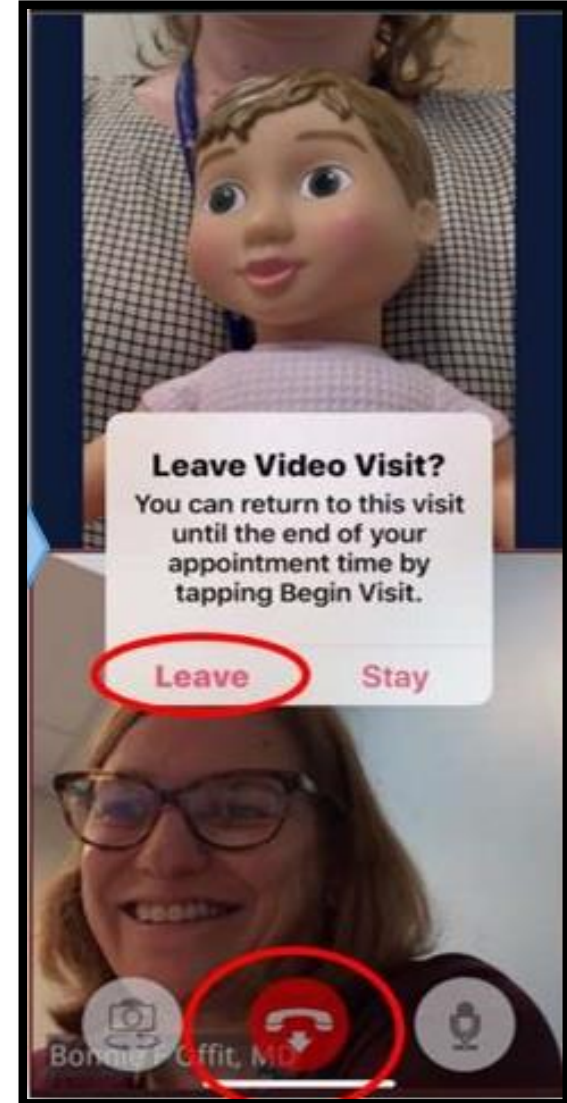 Leave Video Visit?
You can return to this visit
until the end of your
appointment time by
tapping Begin Visit.
Leave Stay
MD